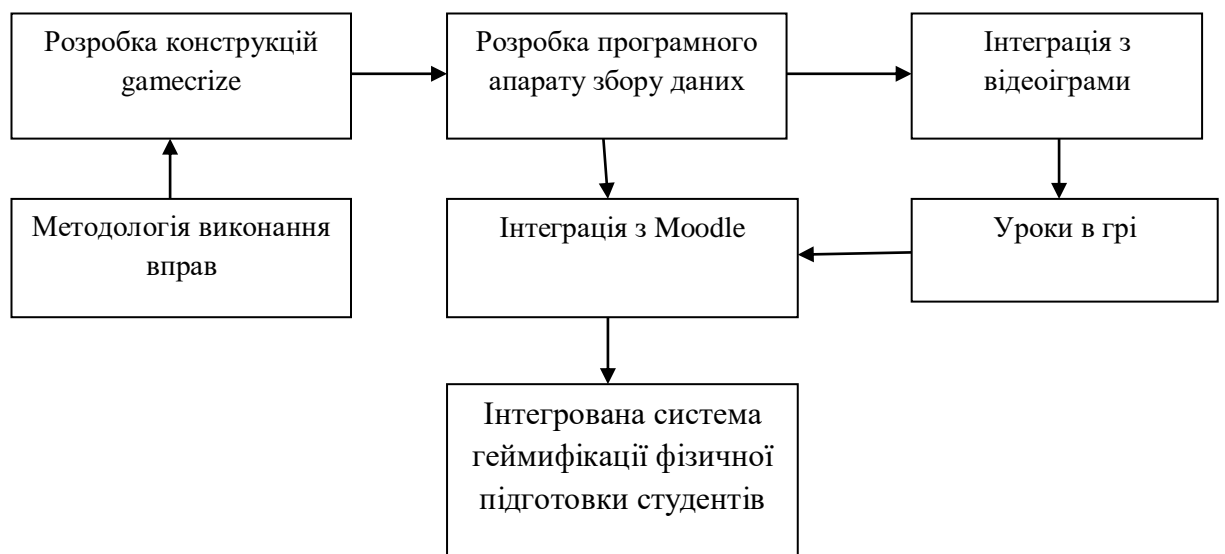 Розробка конструкцій
gamecrize
Розробка програмного
апарату збору даних
Інтеграція з
відеоіграми
Методологія виконання
вправ
Інтеграція з Moodle
Уроки в грі
Інтегрована система
геймифікації фізичної
підготовки студентів